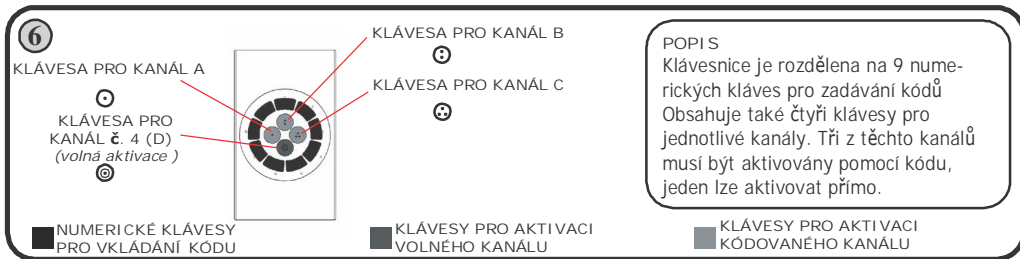 6
KLÁVESA PRO KANÁL A
KLÁVESA PRO
KANÁL č. 4 (D)
(volná aktivace )
KLÁVESA PRO KANÁL B
KLÁVESA PRO KANÁL C
POPIS
Klávesnice je rozdělena na 9 nume-
rických kláves pro zadávání kódů
Obsahuje také čtyři klávesy pro
jednotlivé kanály. Tři z těchto kanálů
musí být aktivovány pomocí kódu,
jeden lze aktivovat přímo.
NUMERICKÉ KLÁVESY
PRO VKLÁDÁNÍ KÓDU
KLÁVESY PRO AKTIVACI
VOLNÉHO KANÁLU
KLÁVESY PRO AKTIVACI
KÓDOVANÉHO KANÁLU